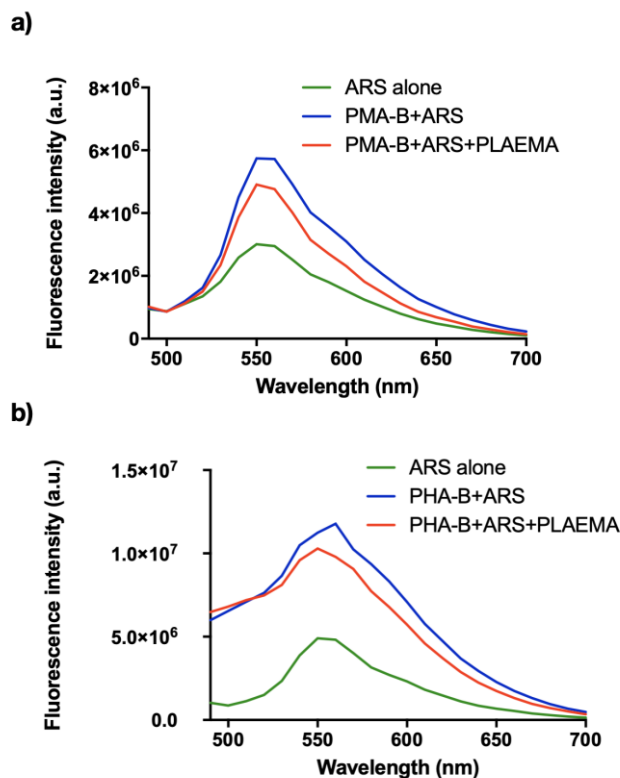 a)
8×10⁶
6×10⁶
4×10⁶
2×10⁶
0
Fluorescence intensity (a.u.)
ARS alone
PMA-B+ARS
PMA-B+ARS+PLAEMA
500 550 600 650 700
Wavelength (nm)
b)
1.5×10⁷
1.0×10⁷
5.0×10⁶
0.0
Fluorescence intensity (a.u.)
ARS alone
PHA-B+ARS
PHA-B+ARS+PLAEMA
500 550 600 650 700
Wavelength (nm)